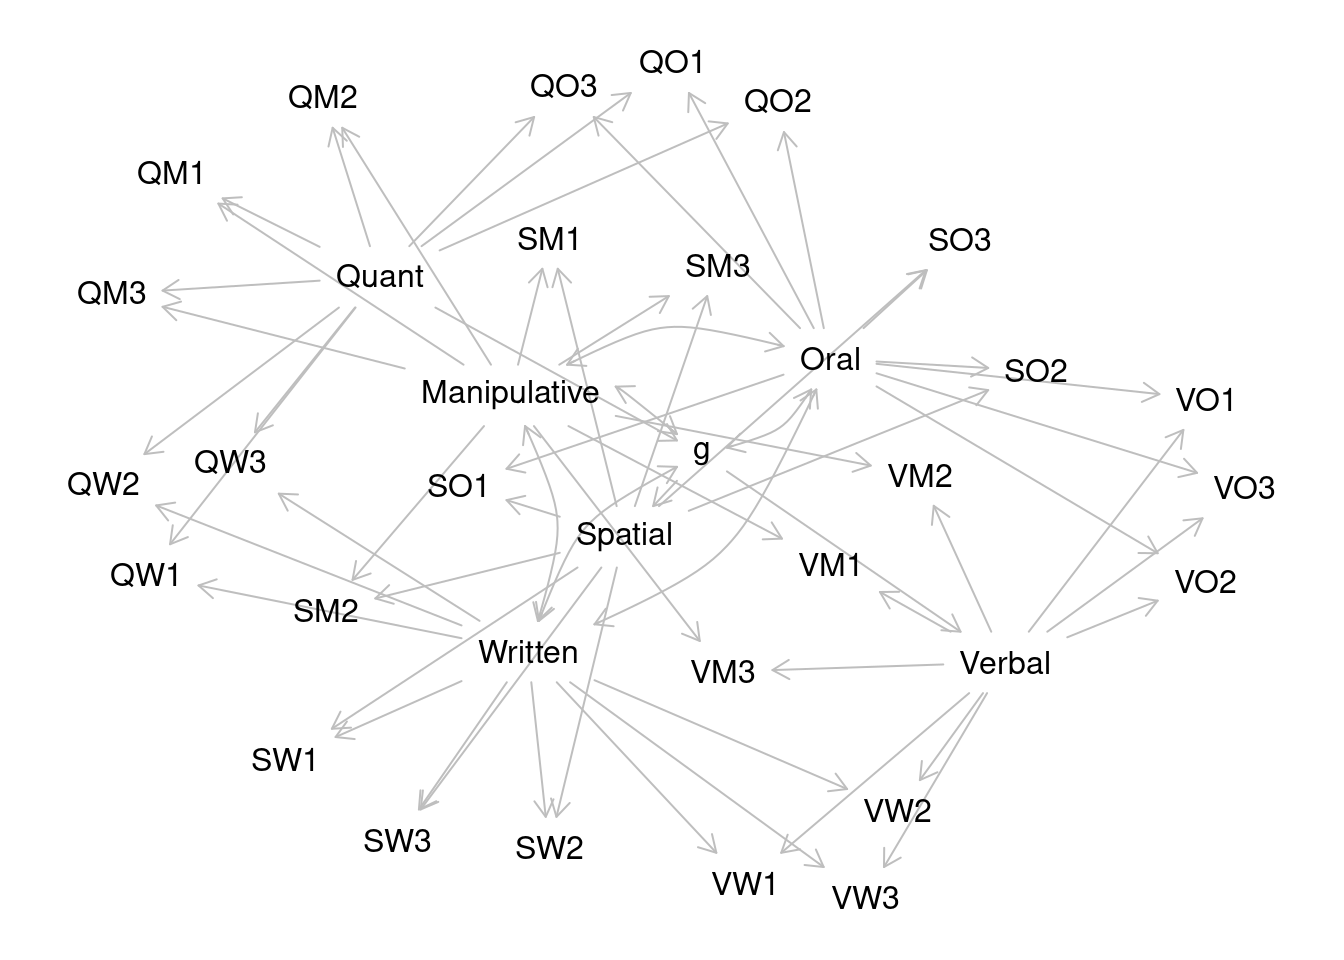 QO1
QO3
QM2
QO2
QM1
SM1
SO3
SM3
Quant
QM3
Oral
SO2
Manipulative
VO1
g
QW3
VM2
QW2
SO1
VO3
Spatial
VM1
QW1
VO2
SM2
Written
Verbal
VM3
SW1
VW2
SW3
SW2
VW1
VW3